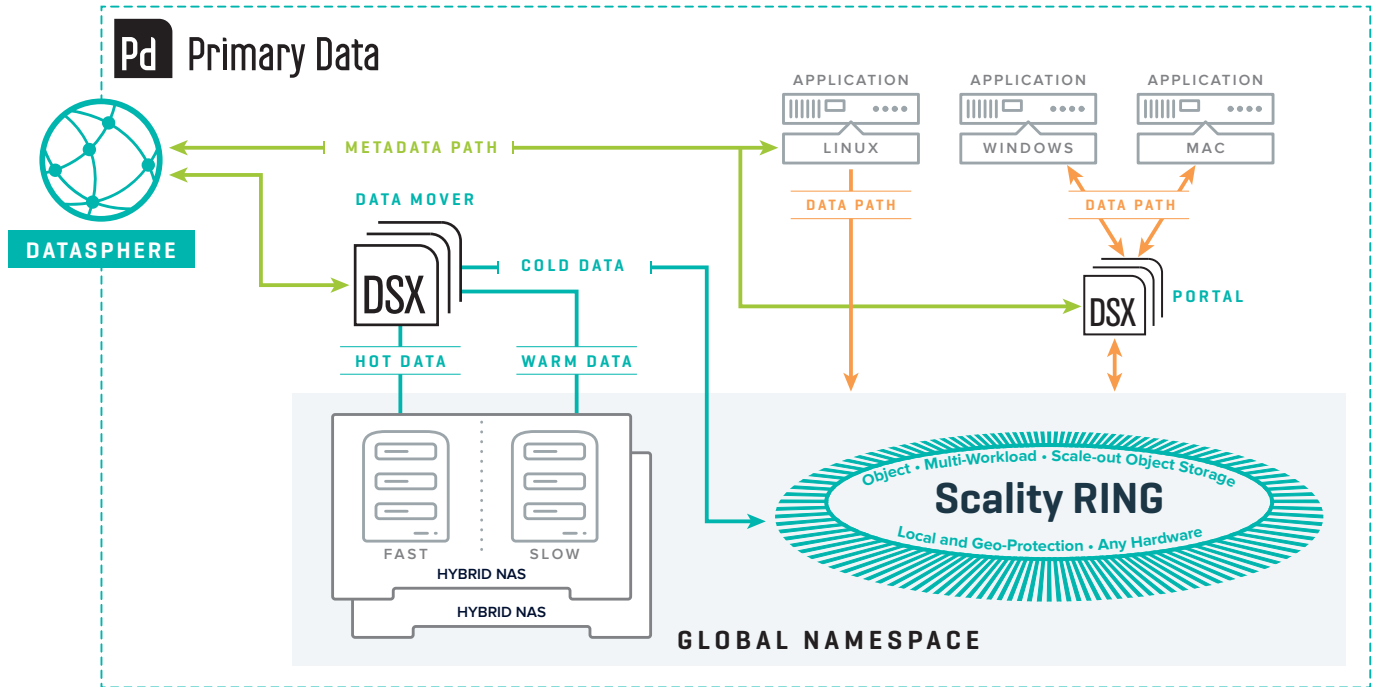 Pd Primary Data
APPLICATION
APPLICATION
APPLICATION
LINUX
WINDOWS
MAC
METADATA PATH
DATA PATH
DATA PATH
DATA MOVER
DATASPHERE
DSX
COLD DATA
DSX
PORTAL
HOT DATA
WARM DATA
FAST
SLOW
HYBRID NAS
HYBRID NAS
Object • Multi-Workload • Scale-out Object Storage
Scality RING
Local and Geo-Protection • Any Hardware
GLOBAL NAMESPACE